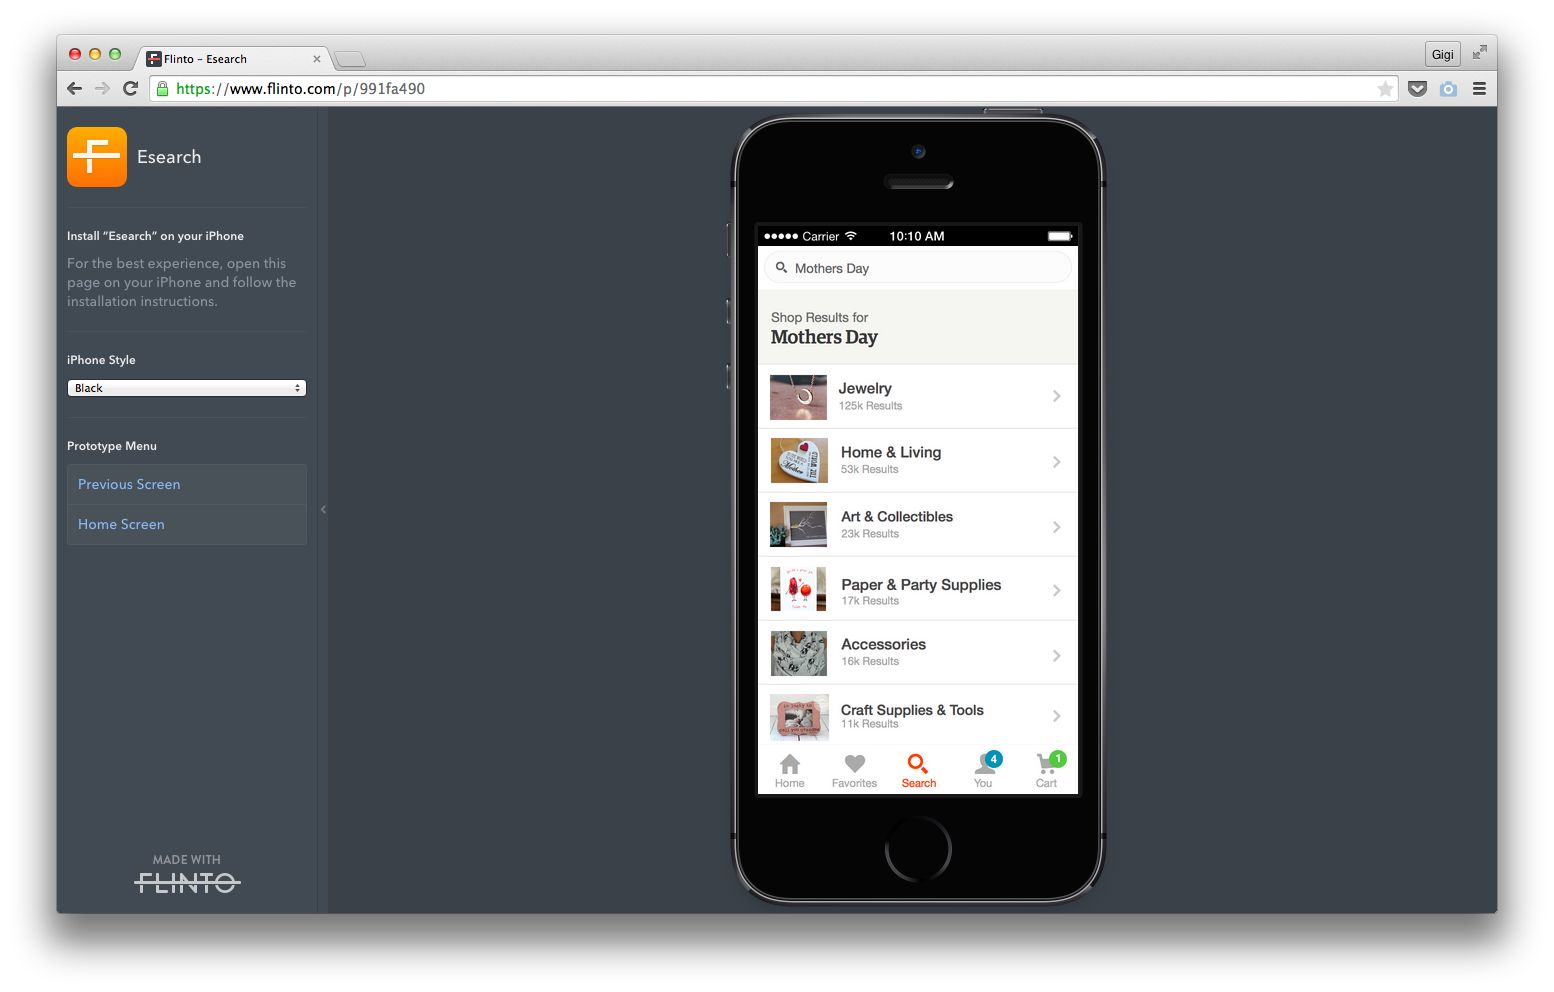 Flinto – Esearch
Gigi
https://www.flinto.com/p/991fa490
Esearch
Install “Esearch” on your iPhone
For the best experience, open this
page on your iPhone and follow the
installation instructions.
iPhone Style
Black
Prototype Menu
Previous Screen
Home Screen
MADE WITH
FLINTO
Carrier
10:10 AM
Mothers Day
Shop Results for
Mothers Day
Jewelry
125k Results
Home & Living
53k Results
Art & Collectibles
23k Results
Paper & Party Supplies
17k Results
Accessories
16k Results
Craft Supplies & Tools
11k Results
Home
Favorites
Search
4
You
1
Cart